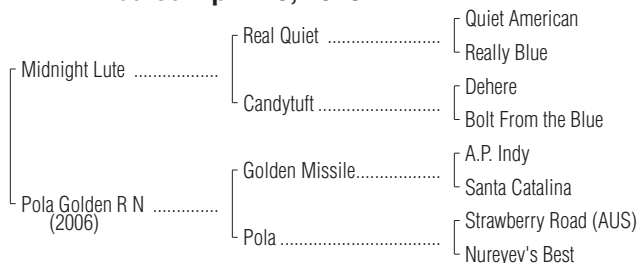 Quiet American
Real Quiet ........................
Really Blue
Midnight Lute ..................
Dehere
Candytuft ..........................
Bolt From the Blue
A.P. Indy
Golden Missile ..................
Santa Catalina
Pola Golden R N ..............
(2006)
Strawberry Road (AUS)
Pola ..................................
Nureyev's Best